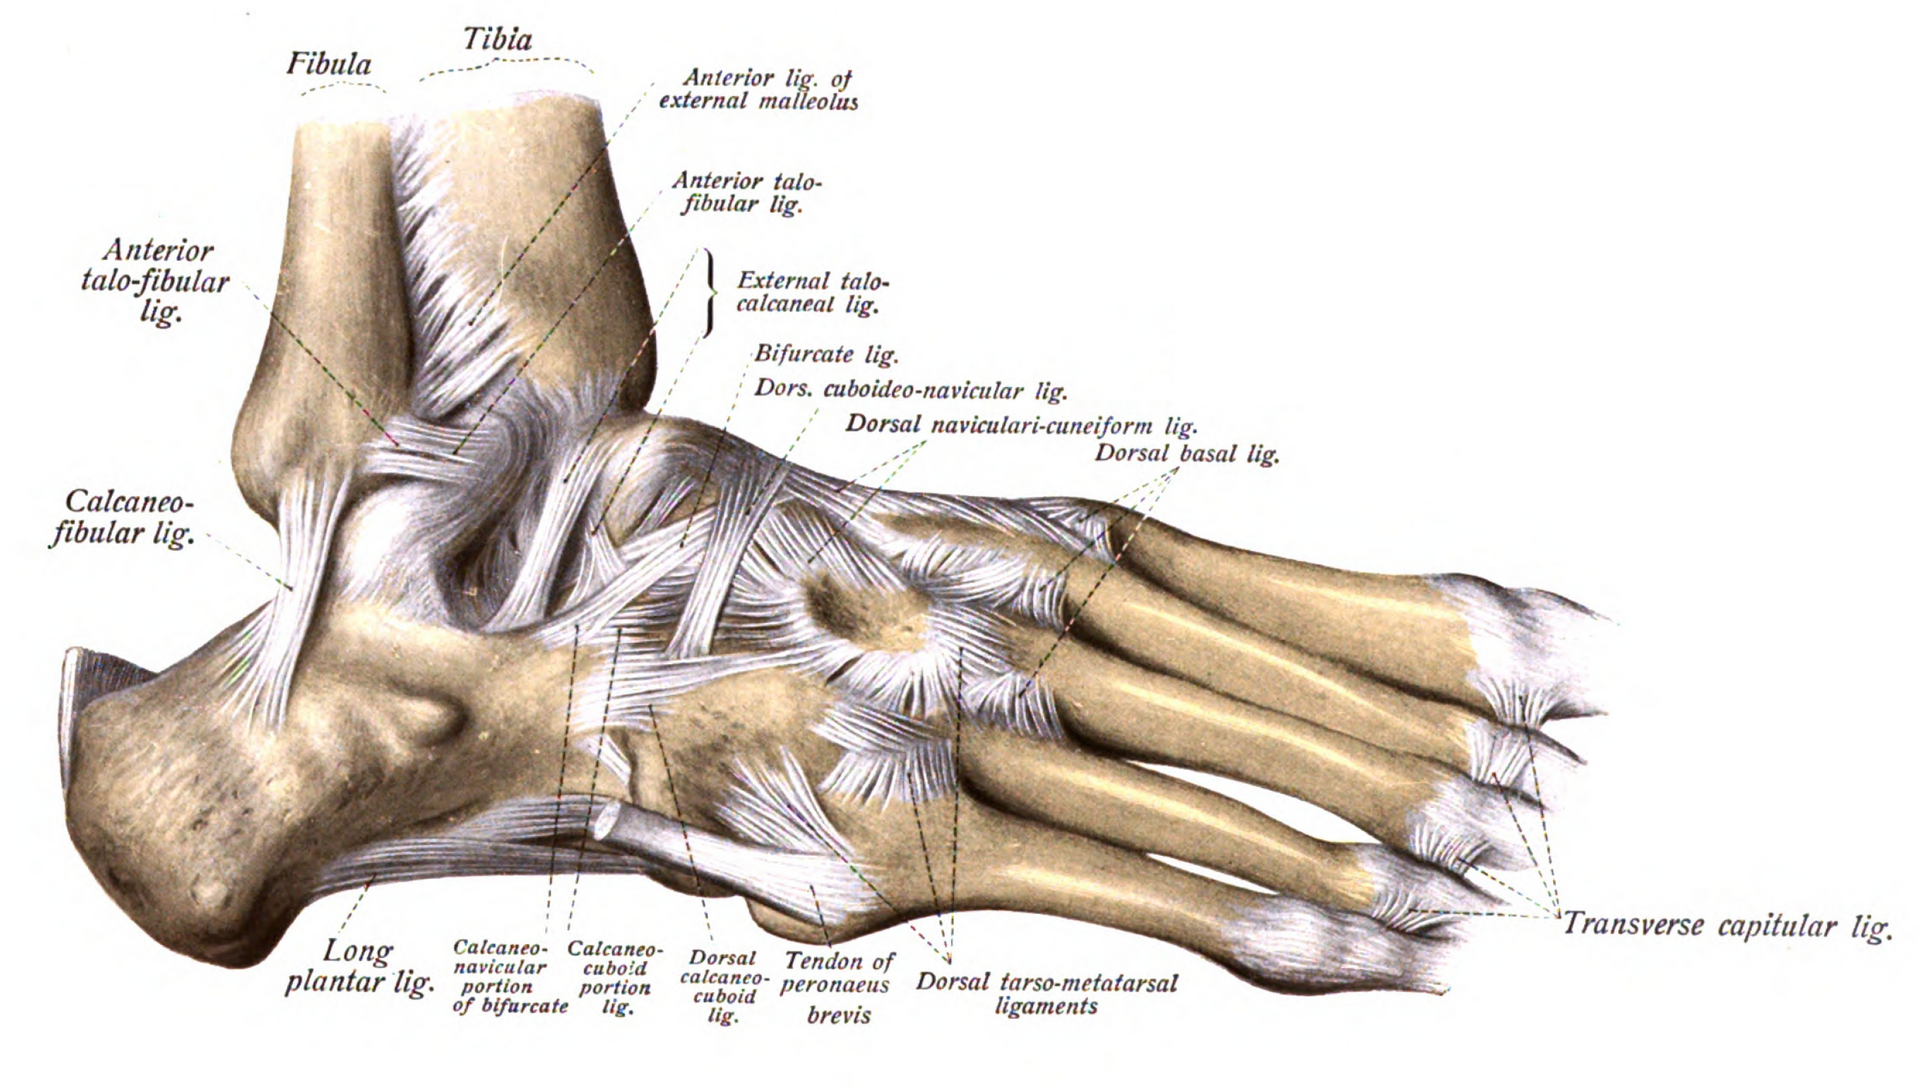 Tibia
Fibula
Anterior lig. of
external malleolus
Anterior talo-
fibular lig.
Anterior
talo-fibular
lig.
External talo-
calcaneal lig.
Bifurcate lig.
Dors. cuboideo-navicular lig.
Dorsal naviculari-cuneiform lig.
Dorsal basal lig.
Calcaneo-
fibular lig.
Transverse capitular lig.
Long
plantar lig.
Calcaneo-
navicular
portion
of bifurcate
Calcaneo-
cuboid
portion
lig.
Dorsal
calcaneo-
cuboid
lig.
Tendon of
peronaeus
brevis
Dorsal tarso-metatarsal
ligaments